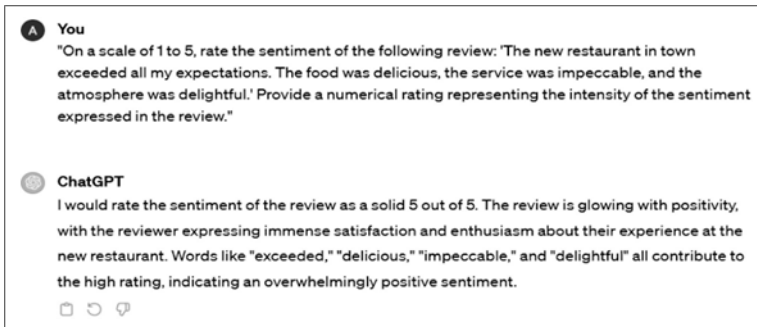 A
You
"On a scale of 1 to 5, rate the sentiment of the following review: 'The new restaurant in town
exceeded all my expectations. The food was delicious, the service was impeccable, and the
atmosphere was delightful.' Provide a numerical rating representing the intensity of the sentiment
expressed in the review."
ChatGPT
I would rate the sentiment of the review as a solid 5 out of 5. The review is glowing with positivity,
with the reviewer expressing immense satisfaction and enthusiasm about their experience at the
new restaurant. Words like "exceeded," "delicious," "impeccable," and "delightful" all contribute to
the high rating, indicating an overwhelmingly positive sentiment.